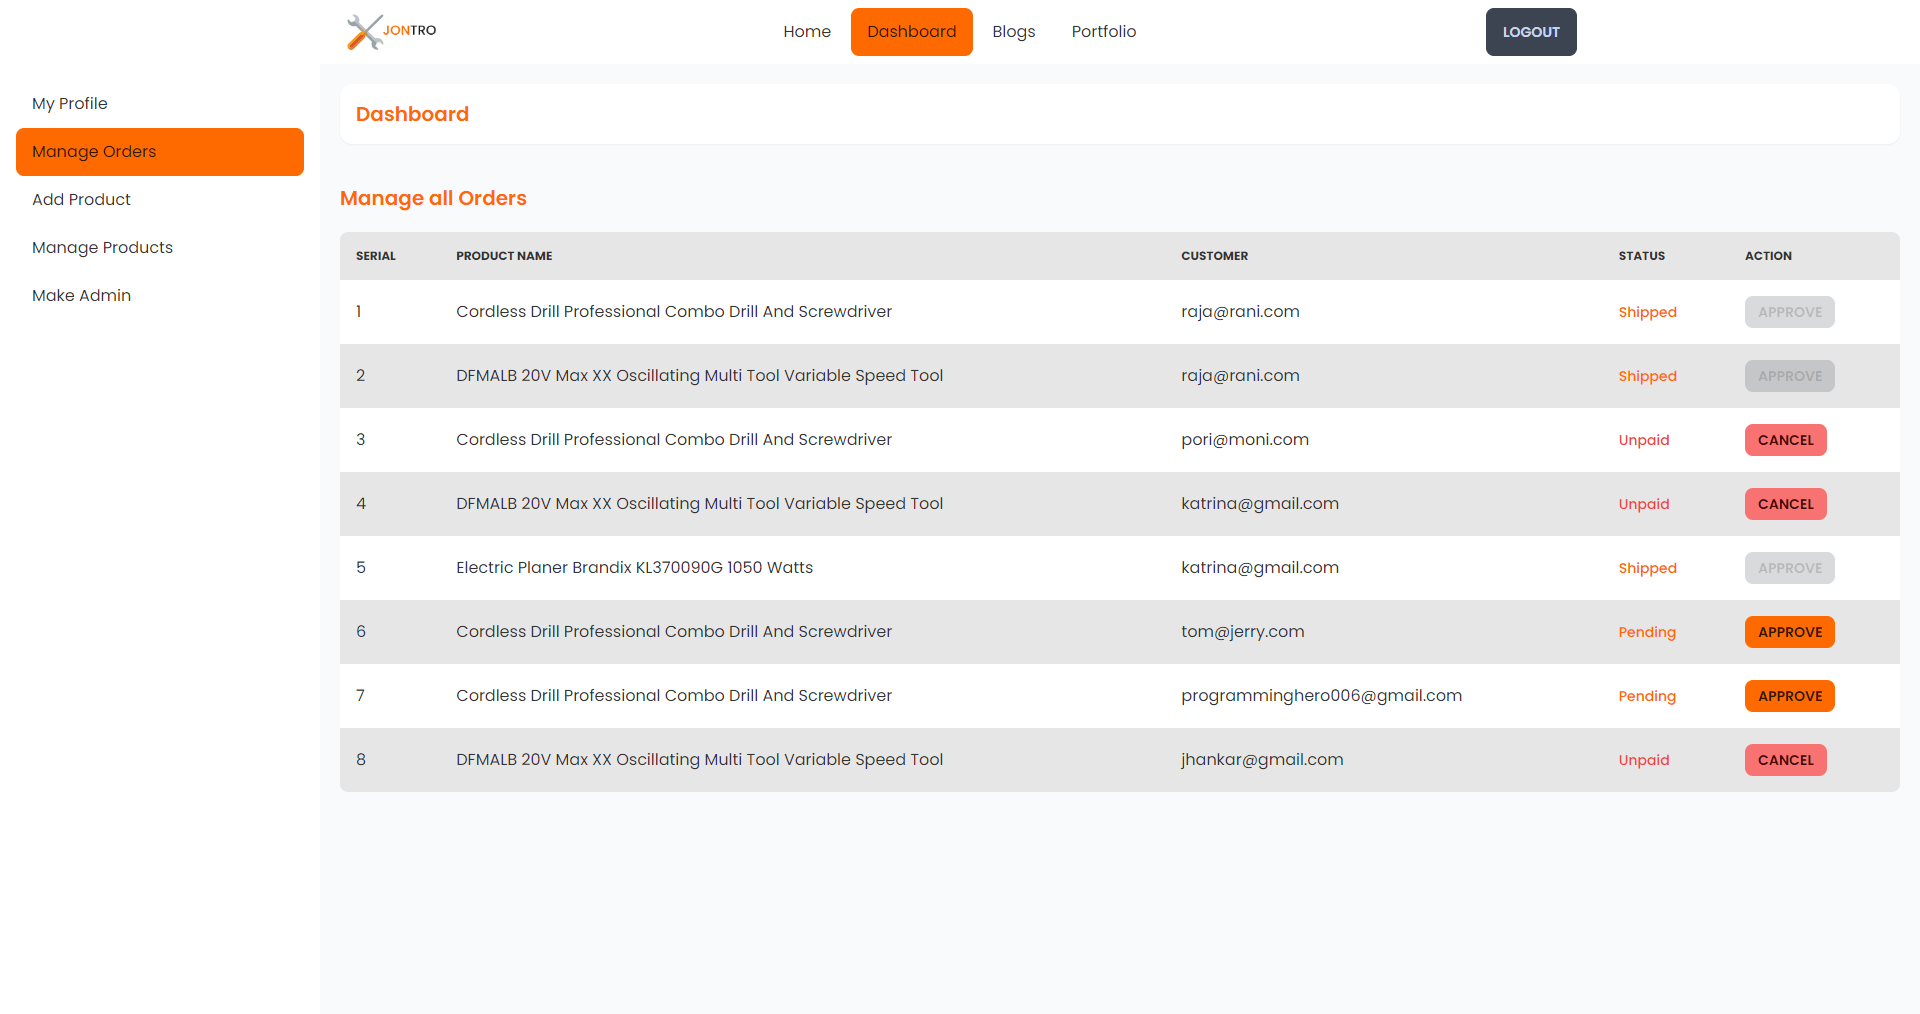 JONTRO
Home Dashboard Blogs Portfolio
LOGOUT
My Profile
Manage Orders
Add Product
Manage Products
Make Admin
Dashboard
Manage all Orders
SERIAL PRODUCT NAME CUSTOMER STATUS ACTION
1 Cordless Drill Professional Combo Drill And Screwdriver raja@rani.com Shipped APPROVE
2 DFMALB 20V Max XX Oscillating Multi Tool Variable Speed Tool raja@rani.com Shipped APPROVE
3 Cordless Drill Professional Combo Drill And Screwdriver pori@moni.com Unpaid CANCEL
4 DFMALB 20V Max XX Oscillating Multi Tool Variable Speed Tool katrina@gmail.com Unpaid CANCEL
5 Electric Planer Brandix KL370090G 1050 Watts katrina@gmail.com Shipped APPROVE
6 Cordless Drill Professional Combo Drill And Screwdriver tom@jerry.com Pending APPROVE
7 Cordless Drill Professional Combo Drill And Screwdriver programminghero006@gmail.com Pending APPROVE
8 DFMALB 20V Max XX Oscillating Multi Tool Variable Speed Tool jhankar@gmail.com Unpaid CANCEL